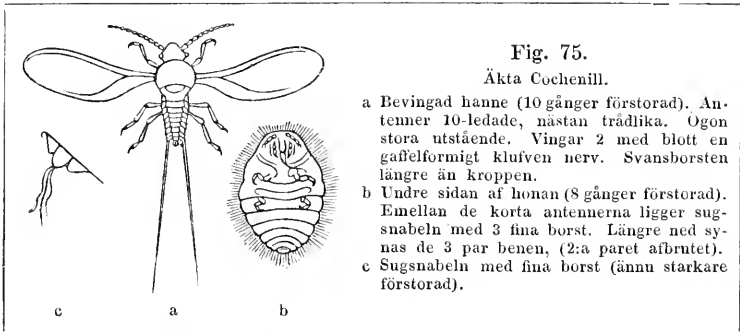 Fig. 75.
Äkta Cochenill.
a Bevingad hanne (10 gånger förstorad). An-
tenner 10-ledade, nästan trådlika. Ögon
stora utstående. Vingar 2 med blott en
gaffelformigt klufven nerv. Svansborsten
längre än kroppen.
b Undre sidan af honan (8 gånger förstorad).
Emellan de korta antennerna ligger sug-
snabeln med 3 fina borst. Längre ned sy-
nas de 3 par benen, (2:a paret afbrutet).
c Sugsnabeln med fina borst (ännu starkare
förstorad).
c a b